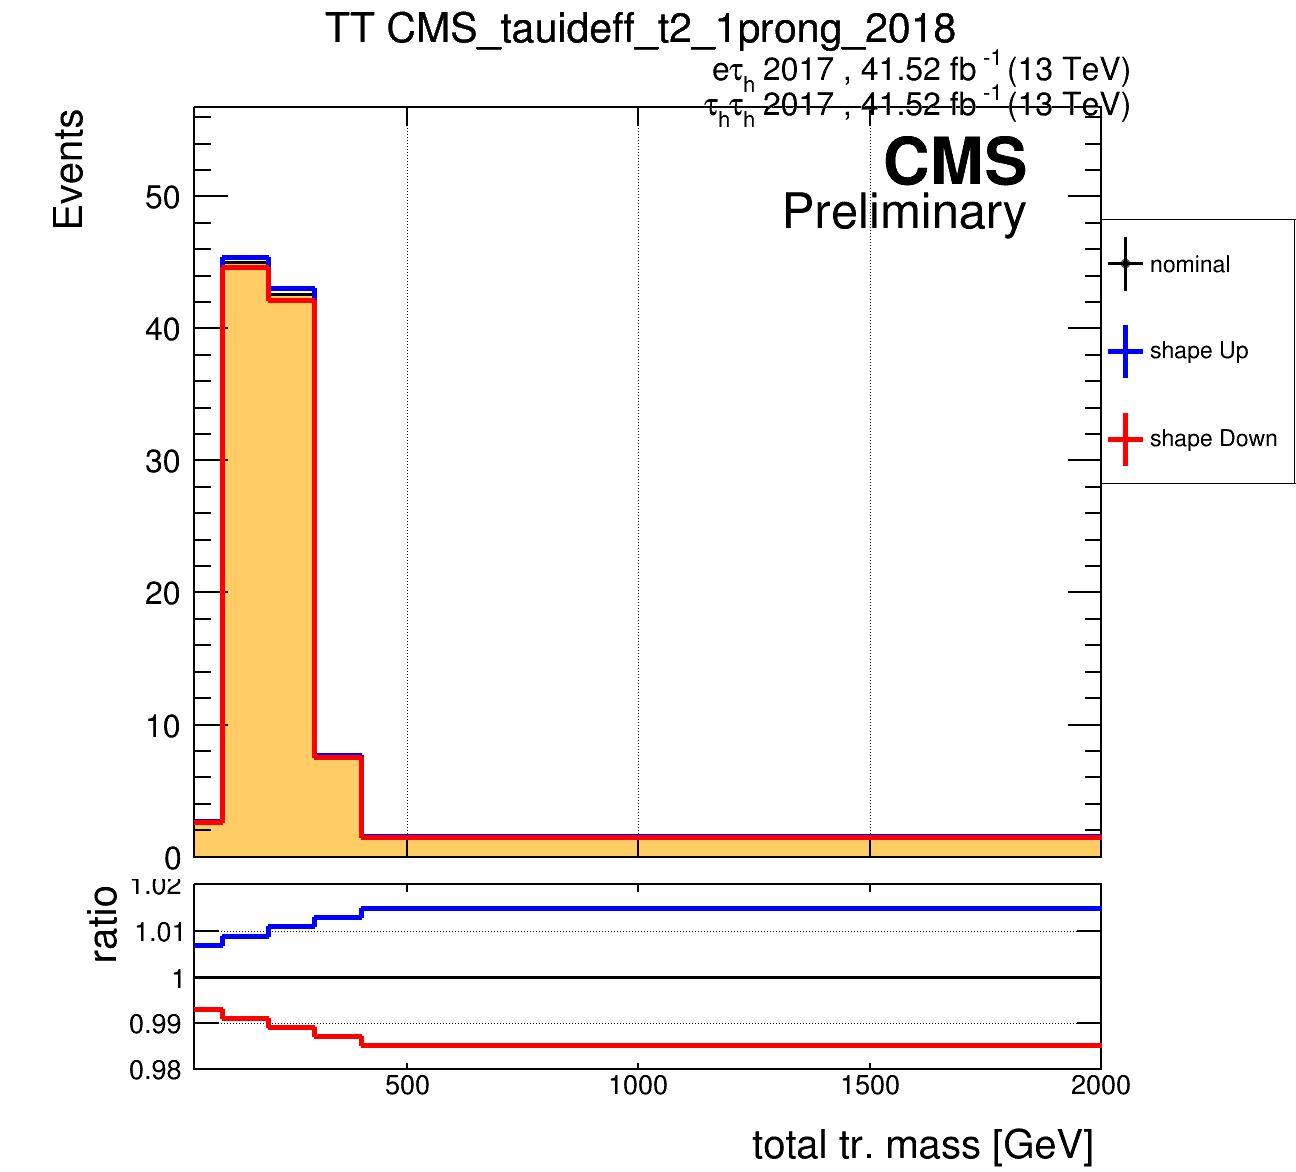 TT CMS_tauideff_t2_1prong_2018
eτh 2017 , 41.52 fb -1 (13 TeV)
τhτh 2017 , 41.52 fb -1 (13 TeV)
CMS
Preliminary
Events
50
40
30
20
10
0
nominal
shape Up
shape Down
ratio
1.02
1.01
1
0.99
0.98
500
1000
1500
2000
total tr. mass [GeV]